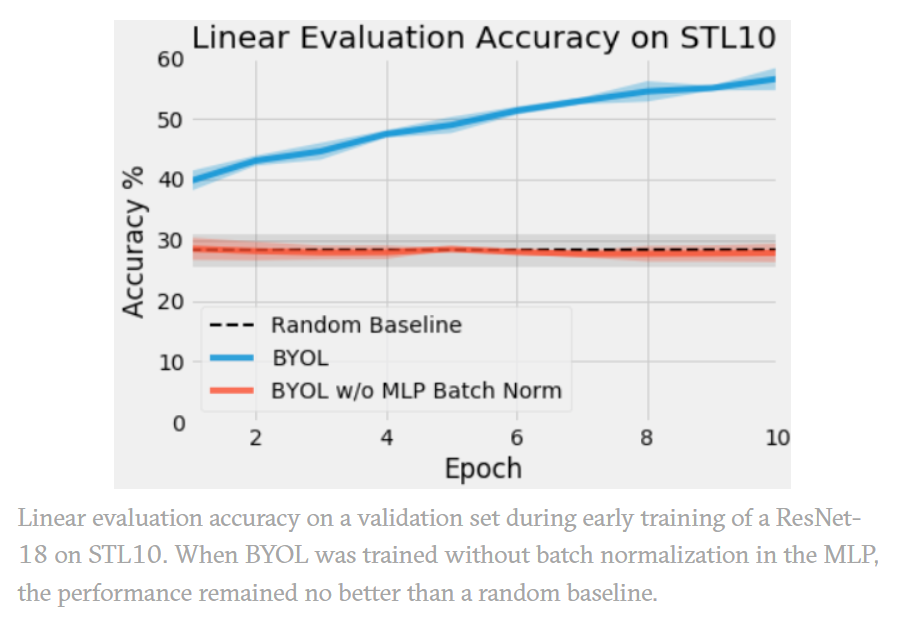 Linear Evaluation Accuracy on STL10
60
50
40
30
20
10
0
Accuracy %
Random Baseline
BYOL
BYOL w/o MLP Batch Norm
2 4 6 8 10
Epoch
Linear evaluation accuracy on a validation set during early training of a ResNet-
18 on STL10. When BYOL was trained without batch normalization in the MLP,
the performance remained no better than a random baseline.